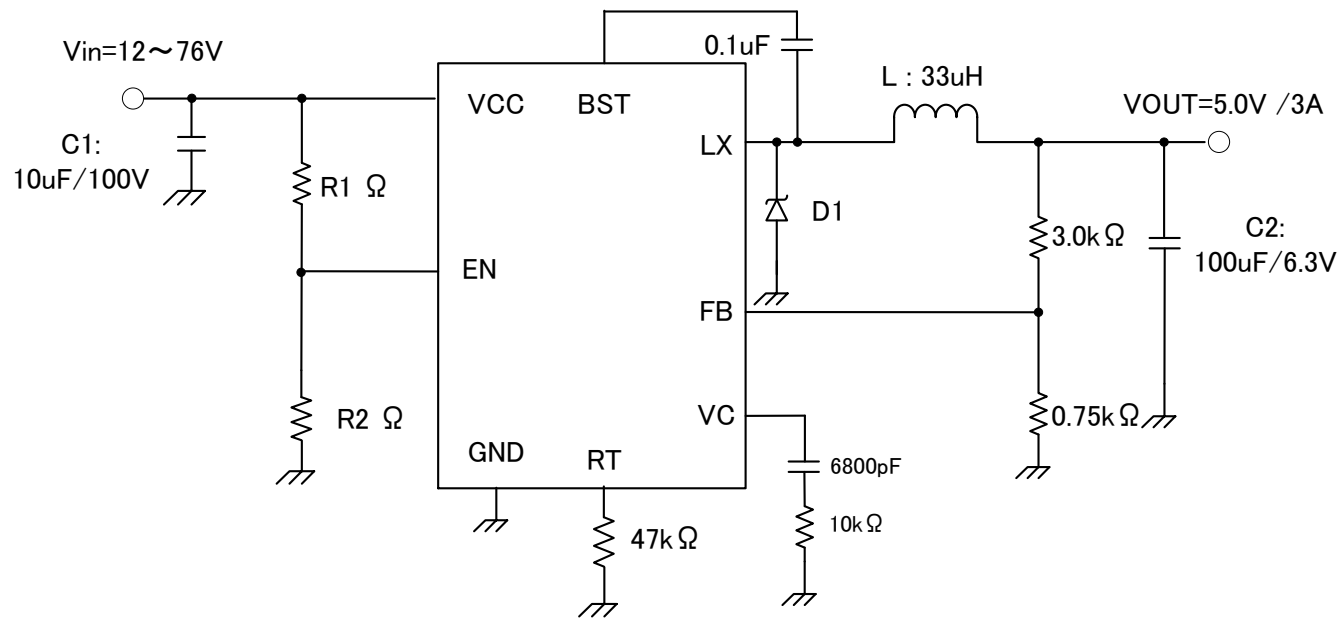 Vin=12～76V
C1:
10uF/100V
R1 Ω
R2 Ω
VCC
BST
LX
EN
FB
VC
GND
RT
0.1uF
L : 33uH
VOUT=5.0V /3A
D1
3.0kΩ
C2:
100uF/6.3V
0.75kΩ
6800pF
10kΩ
47kΩ